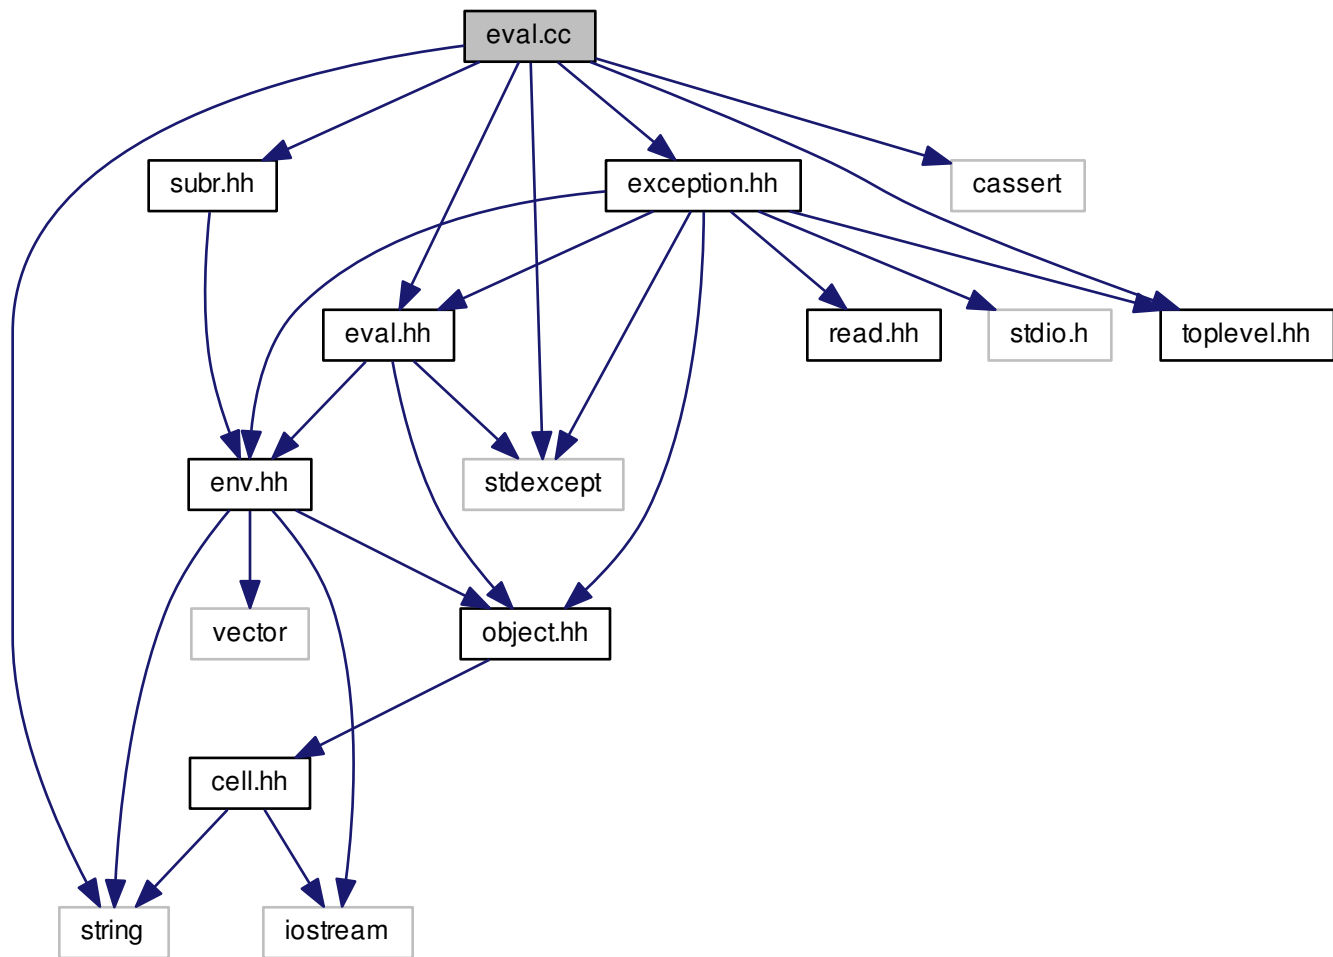 eval.cc
subr.hh
exception.hh
cassert
eval.hh
read.hh
stdio.h
toplevel.hh
env.hh
stdexcept
vector
object.hh
cell.hh
string
iostream